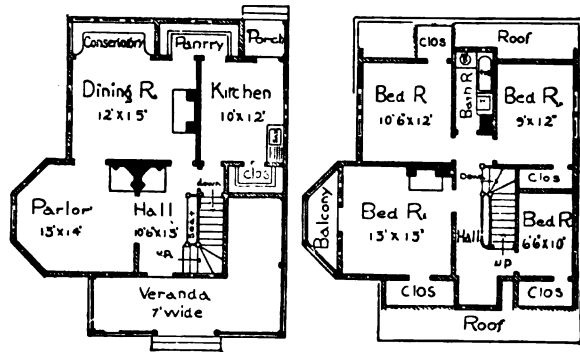 Conservatory
Pantry
Porch
Dining R.
12'X15'
Kitchen
10'X12'
Clos
down
Parlor
13'X14'
Hall
10'6"X13'
Seat
up
Veranda
7' wide
Clos
Roof
Bed R
10'6"X12'
Bath R
Bed R.
9'X12"
Clos
Down
Balcony
Bed R.
13'X13'
Hall
Bed R
6'6"X10'
up
Clos
Clos
Roof